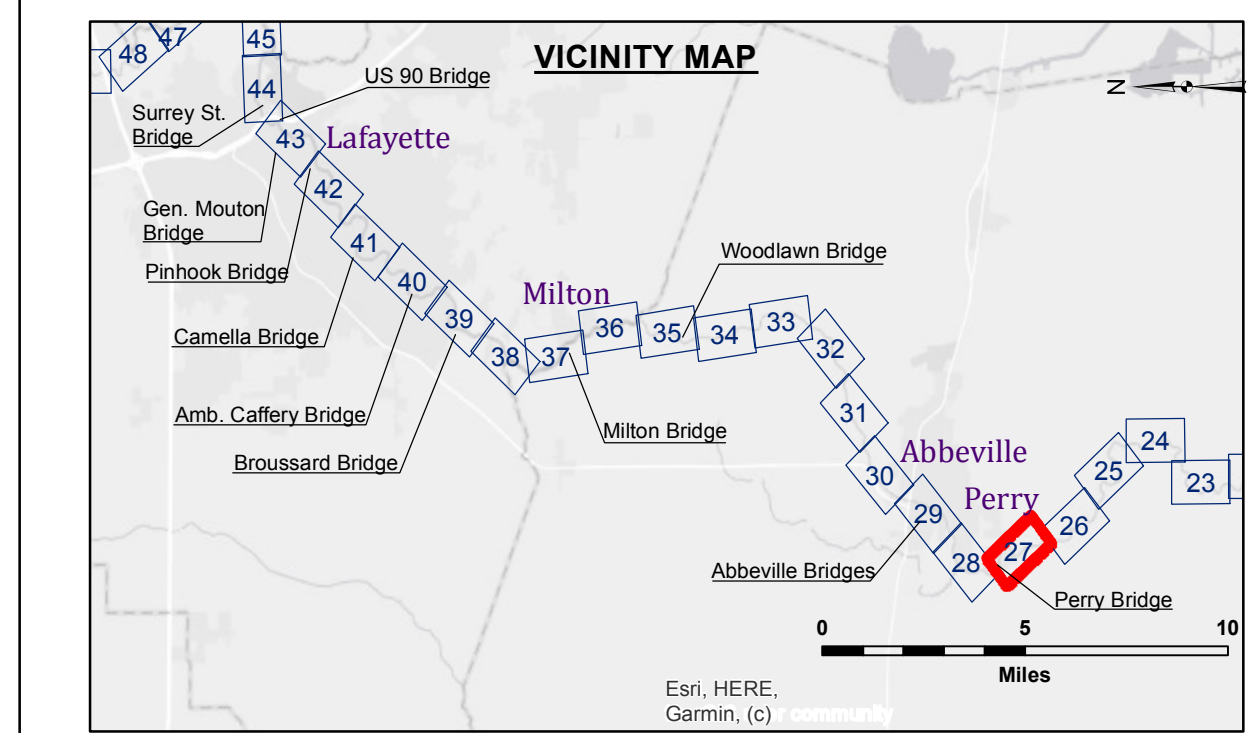 VICINITY MAP
48
47
45
US 90 Bridge
44
Surrey St.
Bridge
N
43
Lafayette
42
Gen. Mouton
Bridge
41
Woodlawn Bridge
Pinhook Bridge
40
Milton
39
36
35
34
33
Camella Bridge
38
37
32
Amb. Caffery Bridge
31
Milton Bridge
24
Broussard Bridge
Abbeville
25
30
23
Perry
29
26
27
28
Abbeville Bridges
Perry Bridge
0
5
10
Miles
Esri, HERE,
Garmin, (c) community